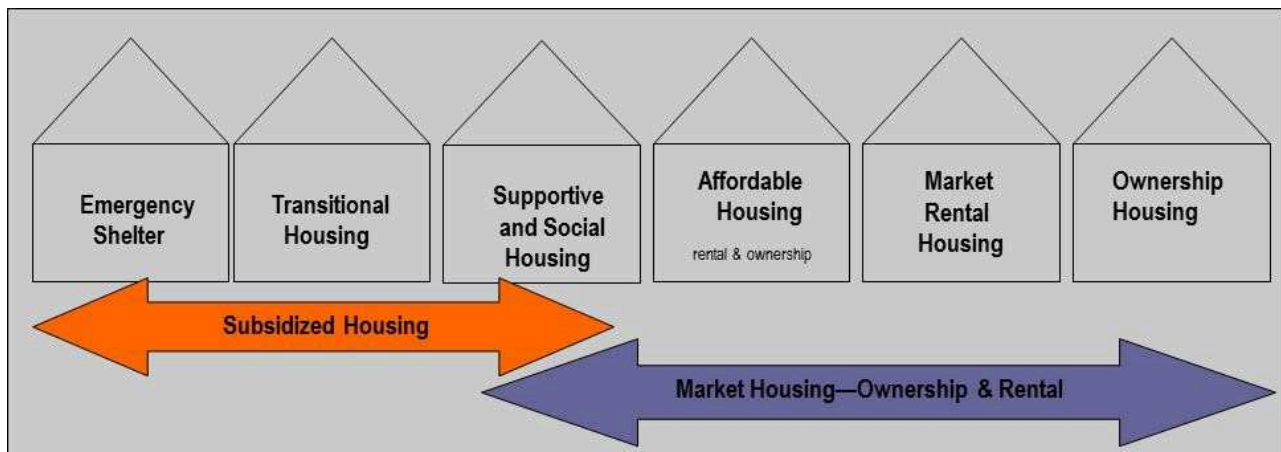 Emergency
Shelter
Transitional
Housing
Supportive
and Social
Housing
Affordable
Housing
rental & ownership
Market
Rental
Housing
Ownership
Housing
Subsidized Housing
Market Housing—Ownership & Rental